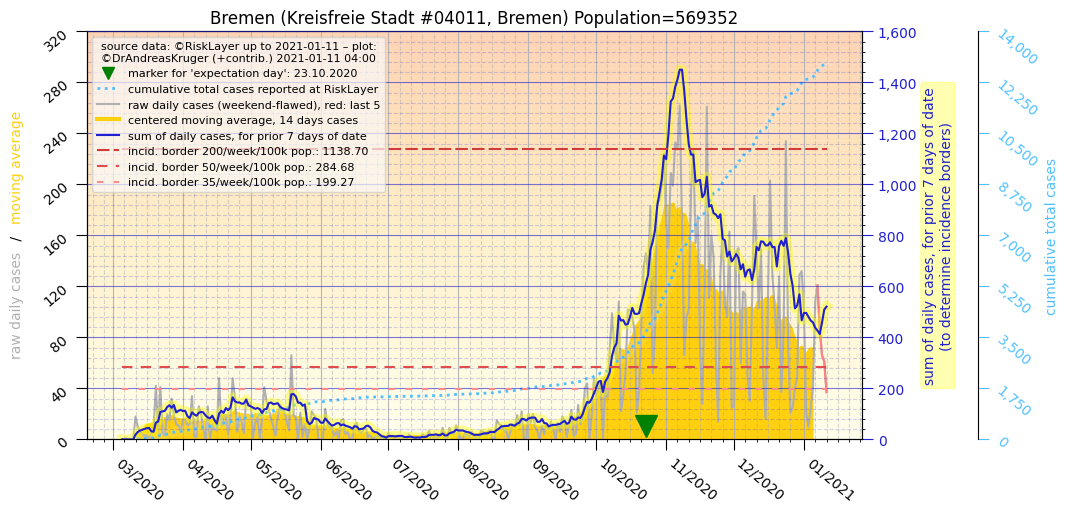 Bremen (Kreisfreie Stadt #04011, Bremen) Population=569352
source data: ©RiskLayer up to 2021-01-11 – plot:
©DrAndreasKruger (+contrib.) 2021-01-11 04:00
marker for 'expectation day': 23.10.2020
cumulative total cases reported at RiskLayer
raw daily cases (weekend-flawed), red: last 5
centered moving average, 14 days cases
sum of daily cases, for prior 7 days of date
incid. border 200/week/100k pop.: 1138.70
incid. border 50/week/100k pop.: 284.68
incid. border 35/week/100k pop.: 199.27
raw daily cases / moving average
320
280
240
200
160
120
80
40
0
03/2020
04/2020
05/2020
06/2020
07/2020
08/2020
09/2020
10/2020
11/2020
12/2020
01/2021
1,600
1,400
1,200
1,000
800
600
400
200
0
sum of daily cases, for prior 7 days of date
(to determine incidence borders)
14,000
12,250
10,500
8,750
7,000
5,250
3,500
1,750
0
cumulative total cases